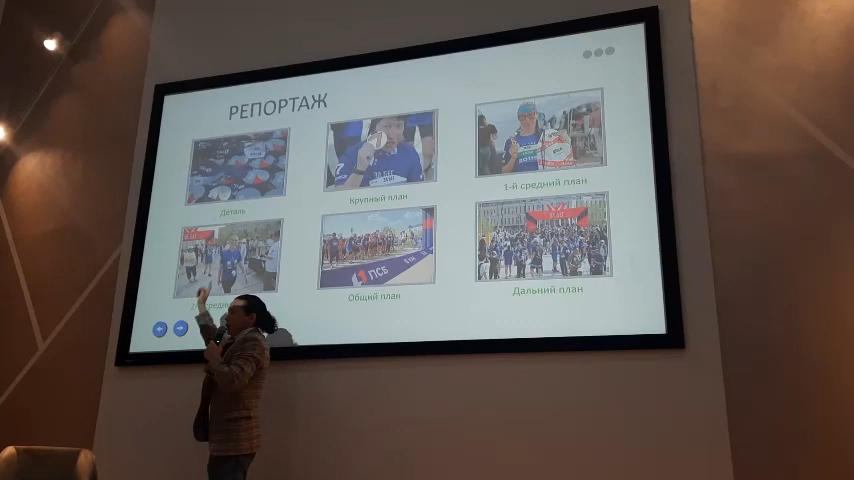 РЕПОРТАЖ
Деталь
Крупный план
1-й средний план
ПСБ
Общий план
Дальний план